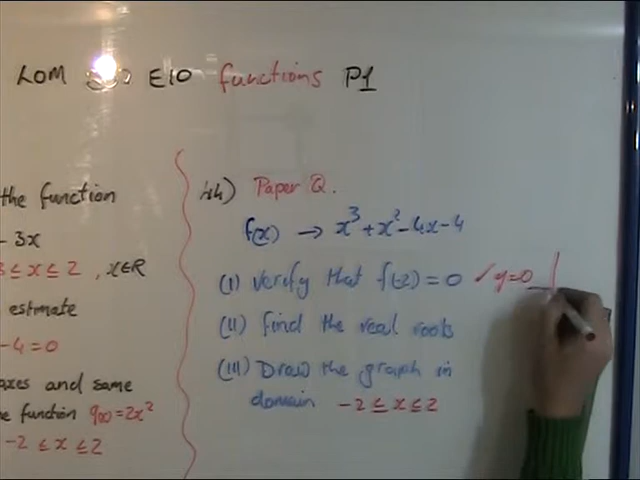 LOM E10 functions P1
the function
- 3x
≤ x ≤ 2 , x∈R
estimate
-4=0
axes and same
function q(x)=2x²
-2 ≤ x ≤ 2
Paper Q.
f(x) → x³+x²-4x-4
(I) Verify that f(-2)=0 ✓ y=0
(II) Find the real roots
(III) Draw the graph in
domain -2≤x≤2